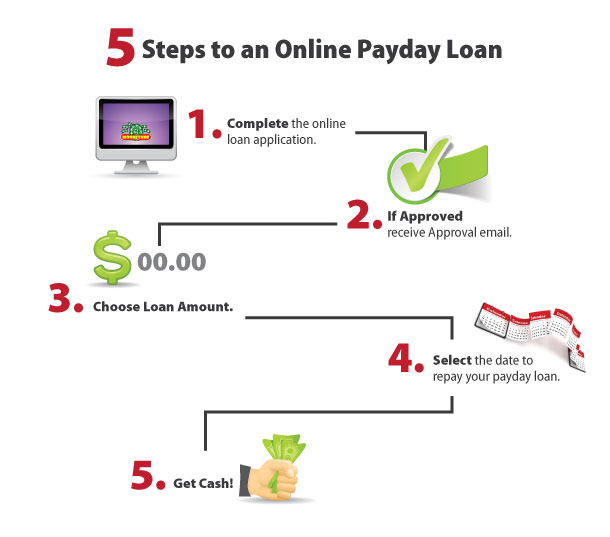 5 Steps to an Online Payday Loan
1. Complete the online
loan application.
2. If Approved
receive Approval email.
$ 00.00
3. Choose Loan Amount.
4. Select the date to
repay your payday loan.
5. Get Cash!